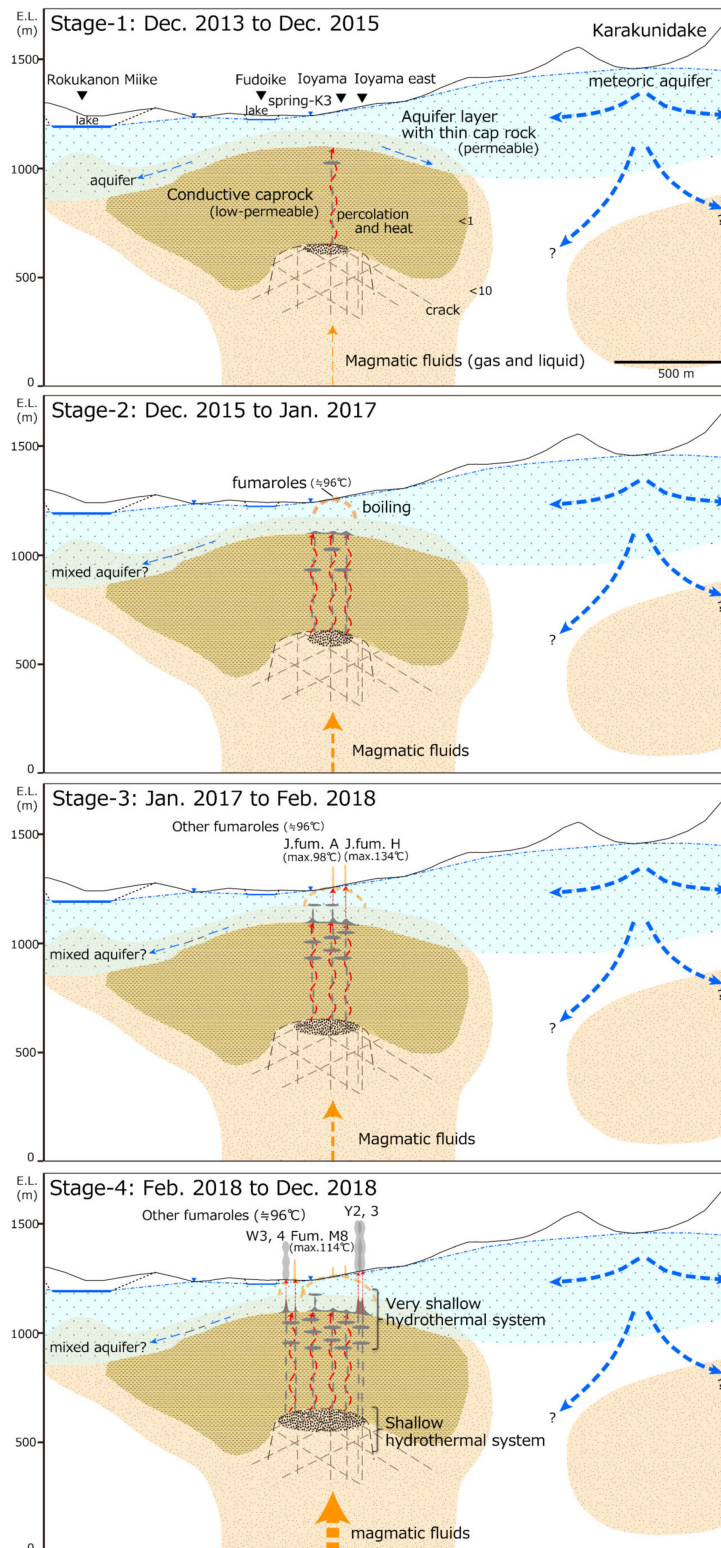 E.L.
(m)
Stage-1: Dec. 2013 to Dec. 2015
1500
Karakunidake
Rokukanon Miike
Fudoike
Ioyama
Ioyama east
meteoric aquifer
lake
lake
spring-K3
Aquifer layer
with thin cap rock
(permeable)
1000
aquifer
Conductive caprock
(low-permeable)
percolation
and heat
<1
?
?
500
<10
crack
Magmatic fluids (gas and liquid)
500 m
0
E.L.
(m)
Stage-2: Dec. 2015 to Jan. 2017
1500
fumaroles (≒96℃)
boiling
1000
mixed aquifer?
?
?
500
Magmatic fluids
0
E.L.
(m)
Stage-3: Jan. 2017 to Feb. 2018
Other fumaroles (≒96℃)
1500
J.fum. A
(max.98℃)
J.fum. H
(max.134℃)
1000
mixed aquifer?
?
?
500
Magmatic fluids
0
E.L.
(m)
Stage-4: Feb. 2018 to Dec. 2018
Other fumaroles (≒96℃)
Y2, 3
1500
W3, 4
Fum. M8
(max.114℃)
Very shallow
hydrothermal system
1000
mixed aquifer?
?
?
Shallow
hydrothermal system
500
magmatic fluids
0